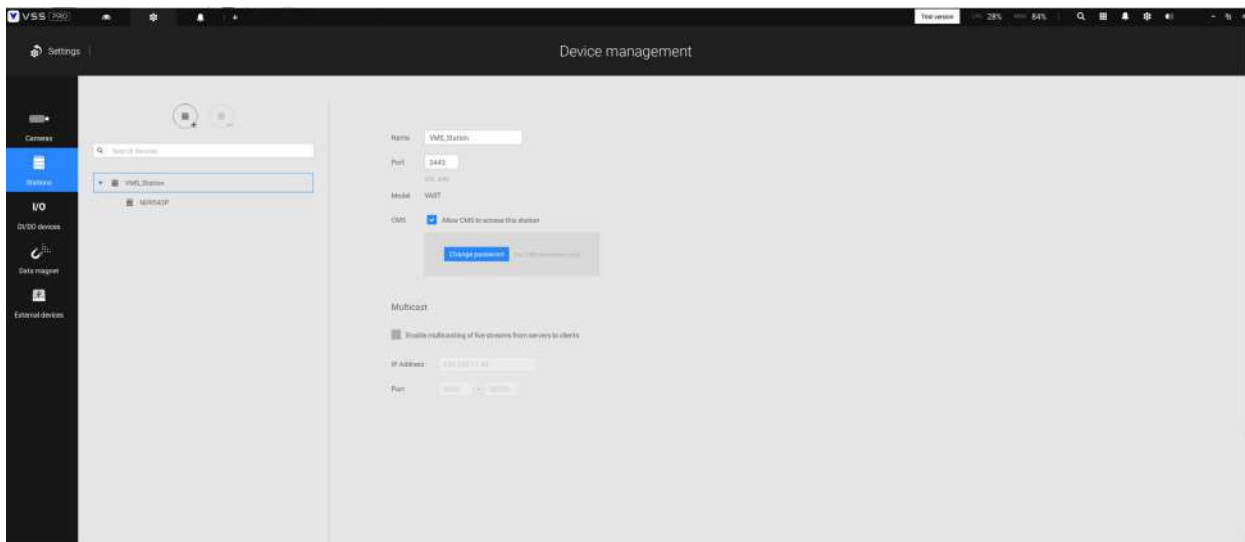 VSS PRO
+
Trial version
28%
84%
Settings
Device management
Cameras
Stations
I/O
DI/DO devices
Data magnet
External devices
Search devices
VMS_Station
Name VMS_Station
Port 3443
Model VAST
CMS Allow CMS to access this station
Change password
Multicast
Enable multicasting of live streams from servers to clients
IP Address
Port -